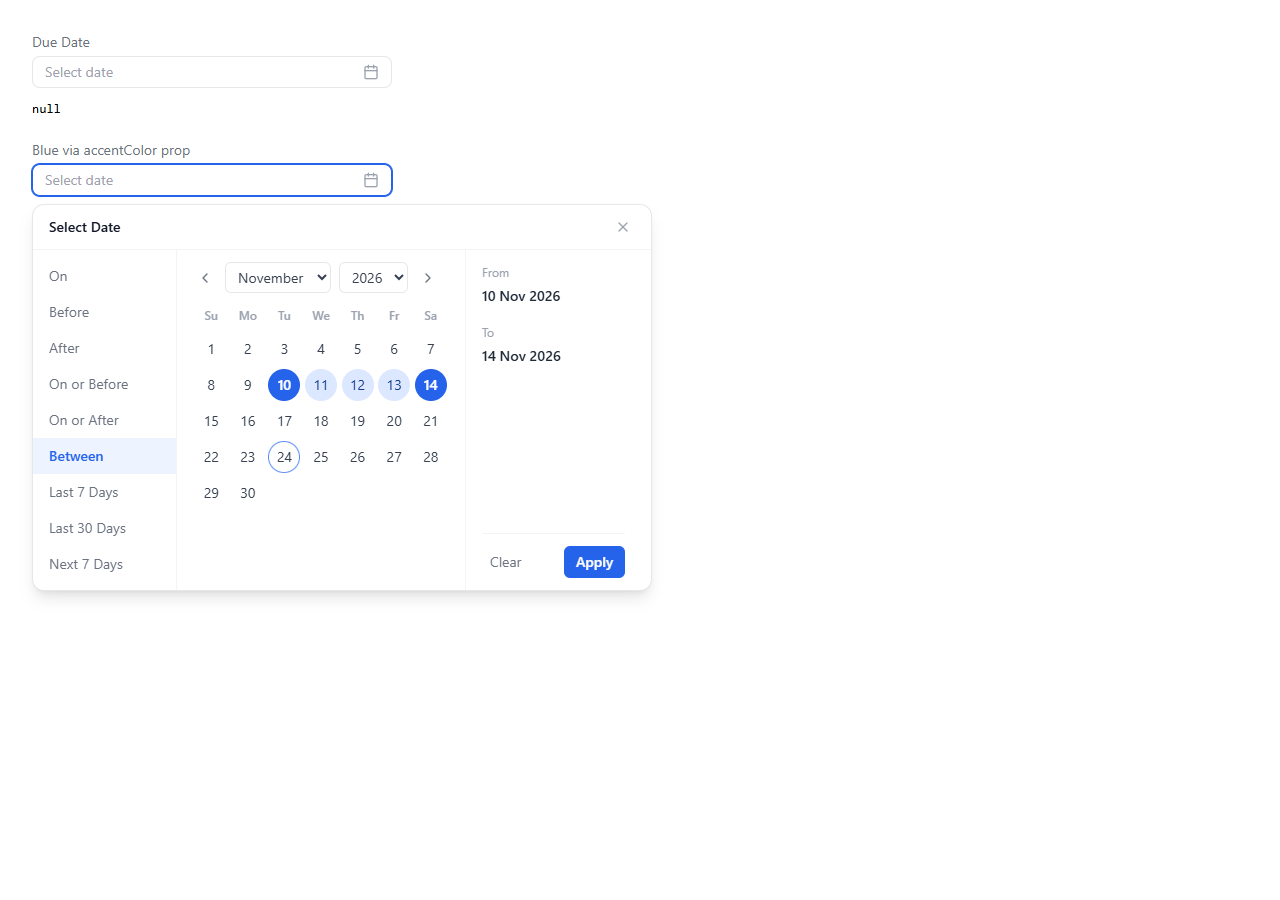 Due Date
Select date
null
Blue via accentColor prop
Select date
Select Date
On
Before
After
On or Before
On or After
Between
Last 7 Days
Last 30 Days
Next 7 Days
November 2026
Su Mo Tu We Th Fr Sa
1 2 3 4 5 6 7
8 9 10 11 12 13 14
15 16 17 18 19 20 21
22 23 24 25 26 27 28
29 30
From
10 Nov 2026
To
14 Nov 2026
Clear Apply